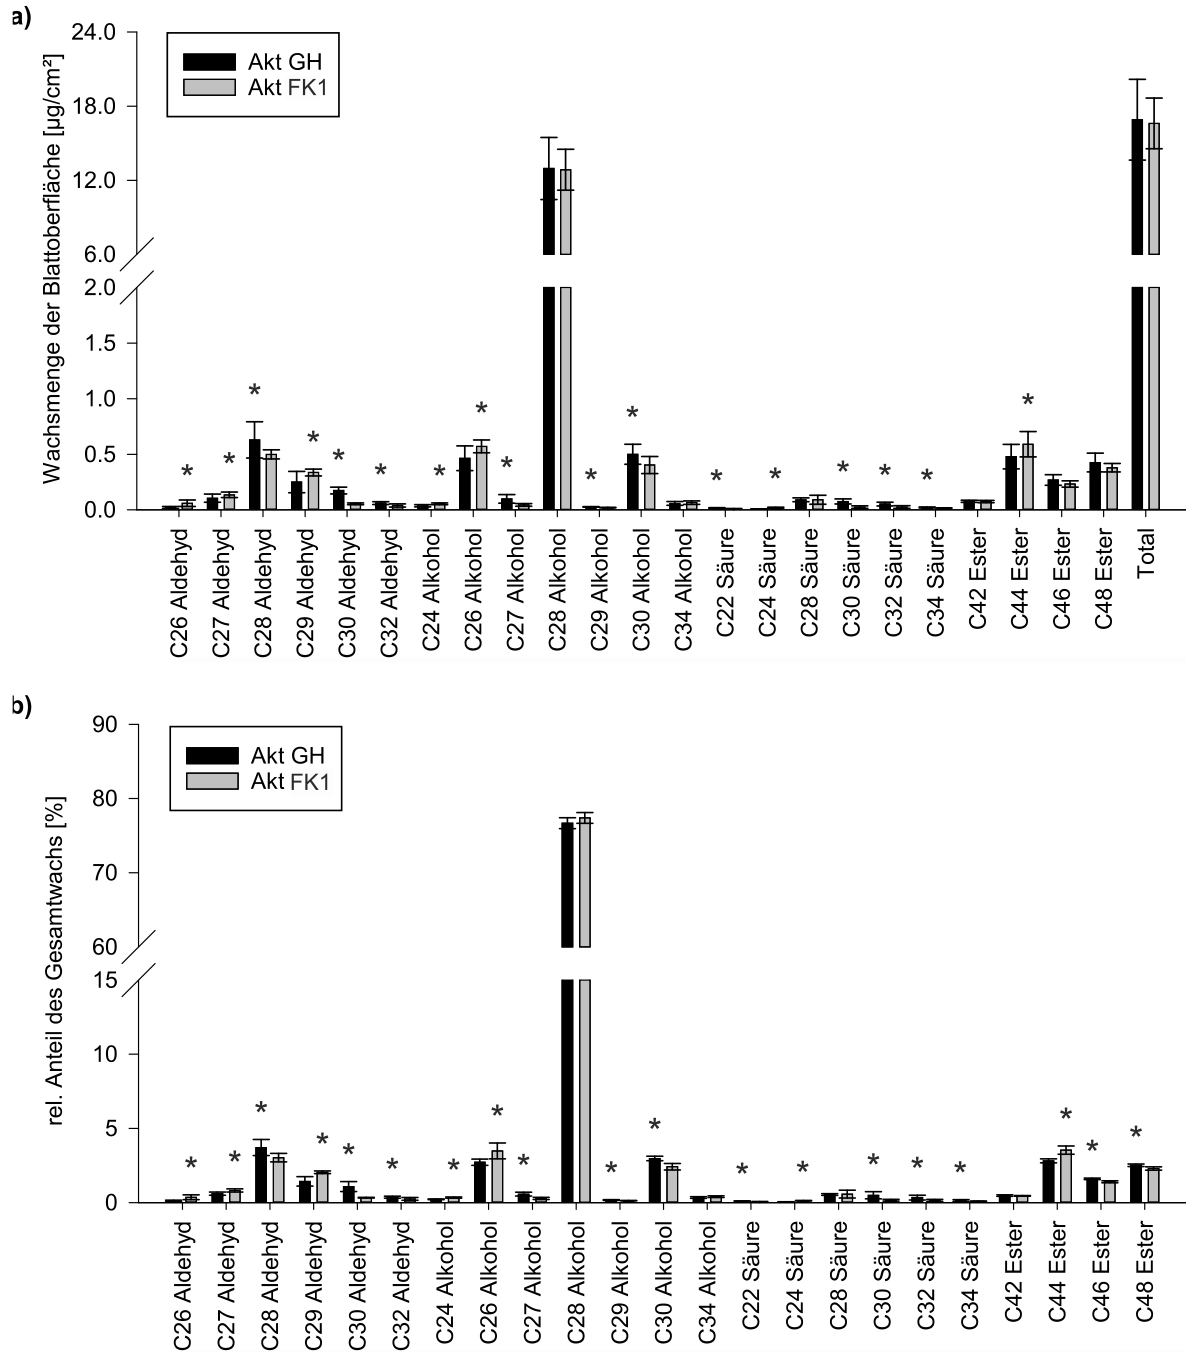 a)
Wachsmenge der Blattoberfläche [µg/cm²]
24.0
18.0
12.0
6.0
2.0
1.5
1.0
0.5
0.0
Akt GH
Akt FK1
* * * * * * * * * * * * * * * * * *
C26 Aldehyd
C27 Aldehyd
C28 Aldehyd
C29 Aldehyd
C30 Aldehyd
C32 Aldehyd
C24 Alkohol
C26 Alkohol
C27 Alkohol
C28 Alkohol
C29 Alkohol
C30 Alkohol
C34 Alkohol
C22 Säure
C24 Säure
C28 Säure
C30 Säure
C32 Säure
C34 Säure
C42 Ester
C44 Ester
C46 Ester
C48 Ester
Total
b)
rel. Anteil des Gesamtwachs [%]
90
80
70
60
15
10
5
0
Akt GH
Akt FK1
* * * * * * * * * * * * * * * * * * * *
C26 Aldehyd
C27 Aldehyd
C28 Aldehyd
C29 Aldehyd
C30 Aldehyd
C32 Aldehyd
C24 Alkohol
C26 Alkohol
C27 Alkohol
C28 Alkohol
C29 Alkohol
C30 Alkohol
C34 Alkohol
C22 Säure
C24 Säure
C28 Säure
C30 Säure
C32 Säure
C34 Säure
C42 Ester
C44 Ester
C46 Ester
C48 Ester